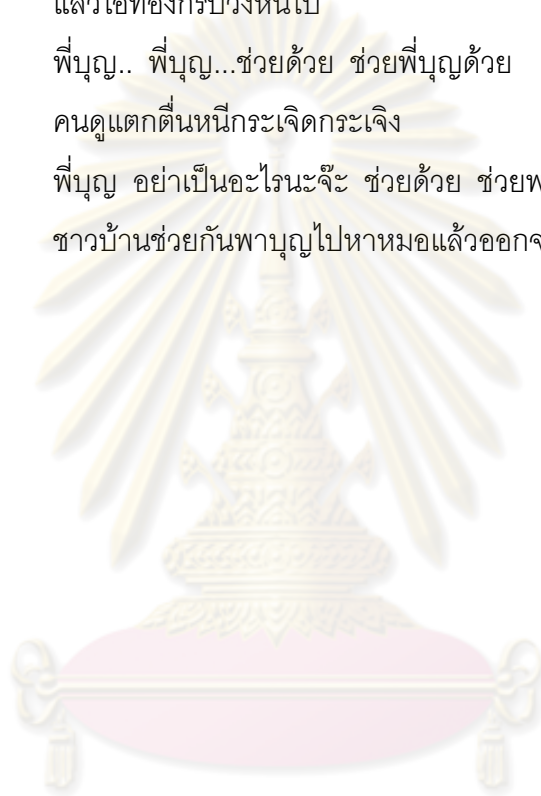 แล้วไอ้ทองก็รีบวิ่งหนีไป
พี่บุญ.. พี่บุญ...ช่วยด้วย ช่วยพี่บุญด้วย
คนดูแตกตื่นหนีกระเจิดกระเจิง
พี่บุญ อย่าเป็นอะไรนะจ๊ะ ช่วยด้วย
ชาวบ้านช่วยกันพาบุญไปหาหมอแล้วออก